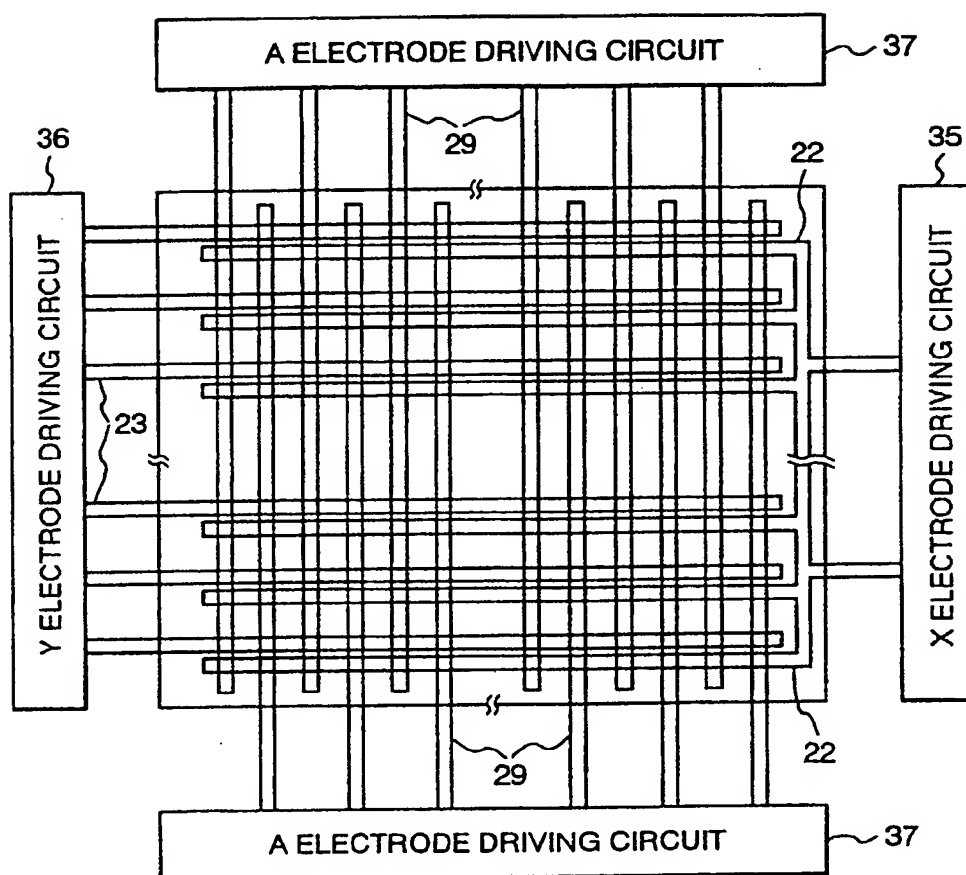 A ELECTRODE DRIVING CIRCUIT
37
29
36
22
35
Y ELECTRODE DRIVING CIRCUIT
X ELECTRODE DRIVING CIRCUIT
23
22
29
A ELECTRODE DRIVING CIRCUIT
37